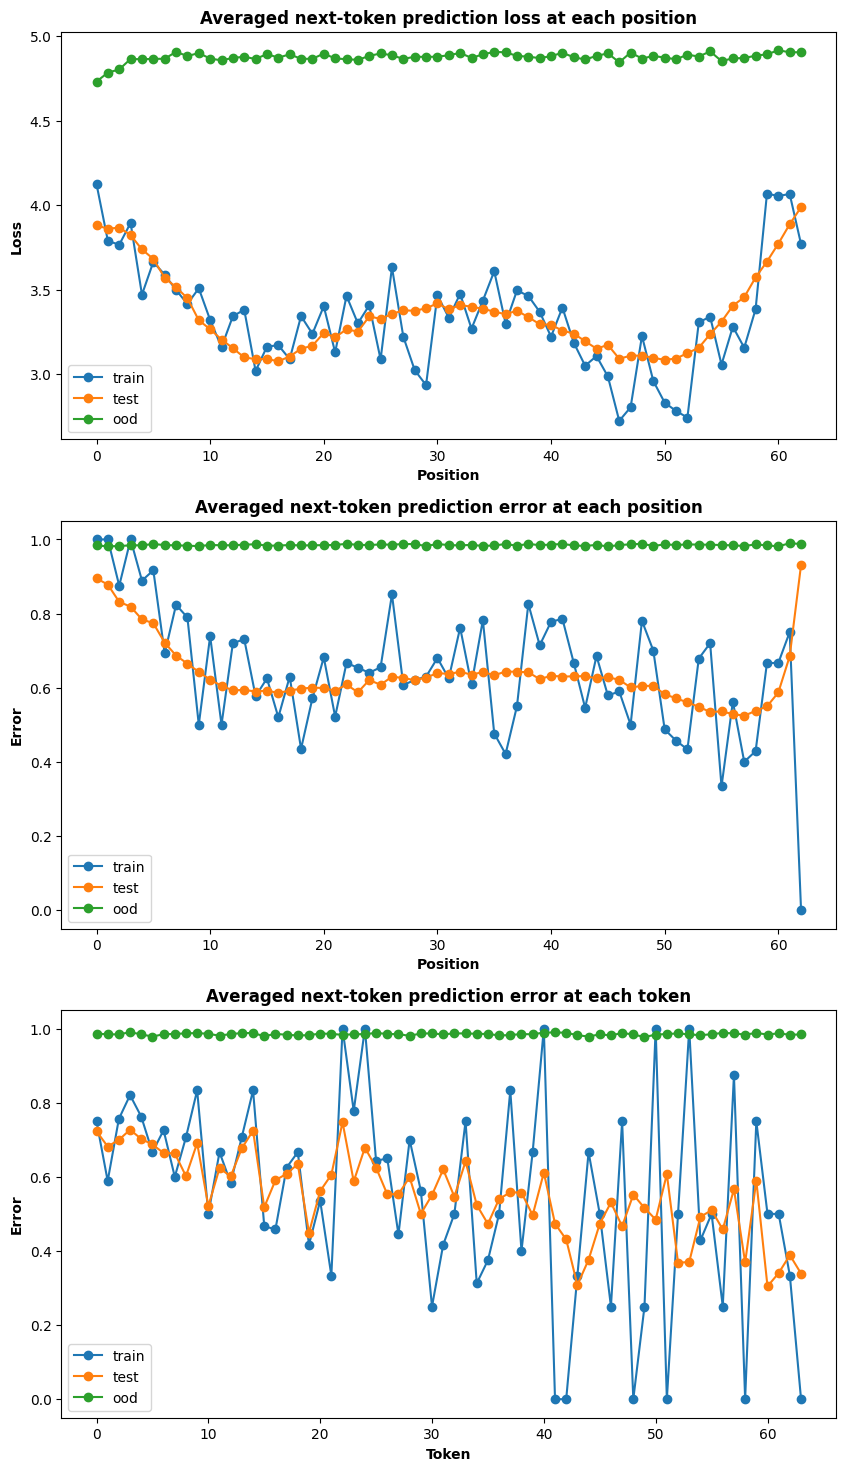 Averaged next-token prediction loss at each position
5.0
4.5
4.0
3.5
3.0
Loss
train
test
ood
0 10 20 30 40 50 60
Position
Averaged next-token prediction error at each position
1.0
0.8
0.6
0.4
0.2
0.0
Error
train
test
ood
0 10 20 30 40 50 60
Position
Averaged next-token prediction error at each token
1.0
0.8
0.6
0.4
0.2
0.0
Error
train
test
ood
0 10 20 30 40 50 60
Token